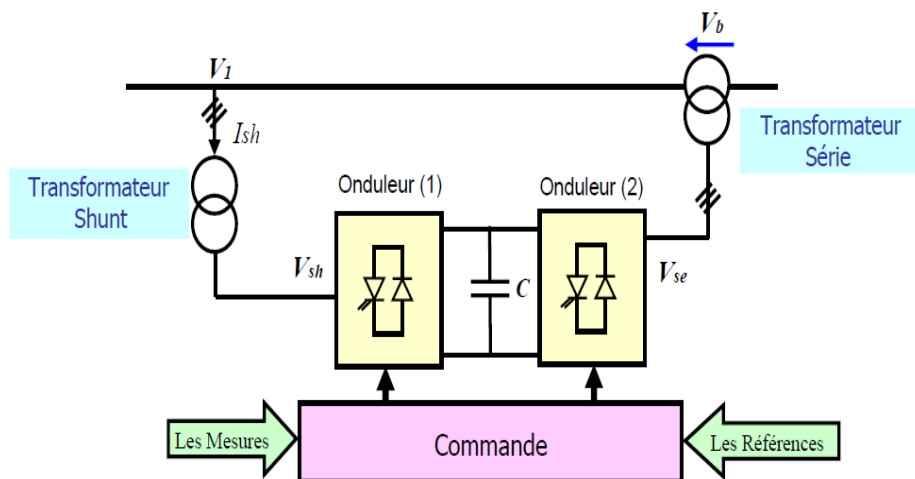 Vb
V1
Ish
Transformateur
Série
Transformateur
Shunt
Onduleur (1)
Onduleur (2)
Vsh
C
Vse
Les Mesures
Commande
Les Références